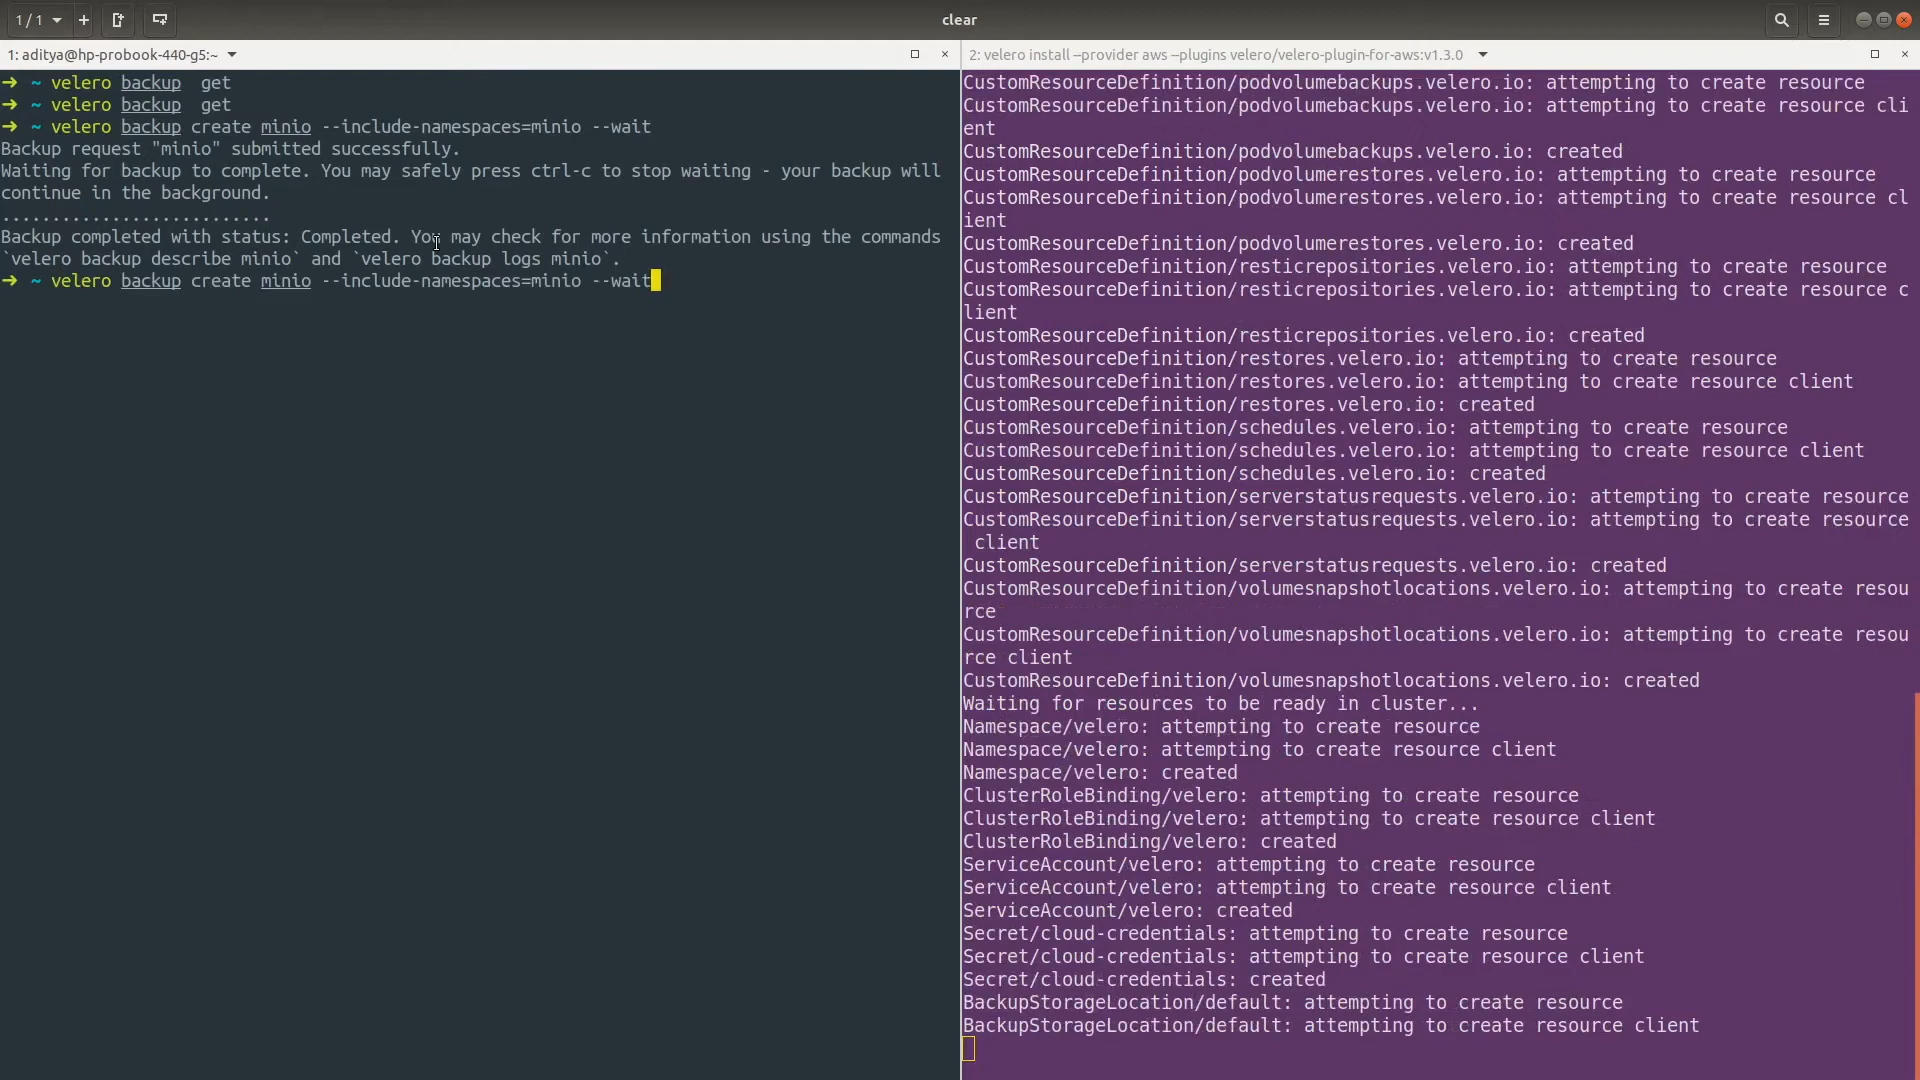 1 / 1
clear
1: aditya@hp-probook-440-g5:~
➜ ~ velero backup  get
➜ ~ velero backup  get
➜ ~ velero backup create minio --include-namespaces=minio --wait
Backup request "minio" submitted successfully.
Waiting for backup to complete. You may safely press ctrl-c to stop waiting - your backup will
continue in the background.
...........................
Backup completed with status: Completed. You may check for more information using the commands
`velero backup describe minio` and `velero backup logs minio`.
➜ ~ velero backup create minio --include-namespaces=minio --wait
2: velero install --provider aws --plugins velero/velero-plugin-for-aws:v1.3.0
CustomResourceDefinition/podvolumebackups.velero.io: attempting to create resource
CustomResourceDefinition/podvolumebackups.velero.io: attempting to create resource cli
ent
CustomResourceDefinition/podvolumebackups.velero.io: created
CustomResourceDefinition/podvolumerestores.velero.io: attempting to create resource
CustomResourceDefinition/podvolumerestores.velero.io: attempting to create resource cl
ient
CustomResourceDefinition/podvolumerestores.velero.io: created
CustomResourceDefinition/resticrepositories.velero.io: attempting to create resource
CustomResourceDefinition/resticrepositories.velero.io: attempting to create resource c
lient
CustomResourceDefinition/resticrepositories.velero.io: created
CustomResourceDefinition/restores.velero.io: attempting to create resource
CustomResourceDefinition/restores.velero.io: attempting to create resource client
CustomResourceDefinition/restores.velero.io: created
CustomResourceDefinition/schedules.velero.io: attempting to create resource
CustomResourceDefinition/schedules.velero.io: attempting to create resource client
CustomResourceDefinition/schedules.velero.io: created
CustomResourceDefinition/serverstatusrequests.velero.io: attempting to create resource
CustomResourceDefinition/serverstatusrequests.velero.io: attempting to create resource
 client
CustomResourceDefinition/serverstatusrequests.velero.io: created
CustomResourceDefinition/volumesnapshotlocations.velero.io: attempting to create resou
rce
CustomResourceDefinition/volumesnapshotlocations.velero.io: attempting to create resou
rce client
CustomResourceDefinition/volumesnapshotlocations.velero.io: created
Waiting for resources to be ready in cluster...
Namespace/velero: attempting to create resource
Namespace/velero: attempting to create resource client
Namespace/velero: created
ClusterRoleBinding/velero: attempting to create resource
ClusterRoleBinding/velero: attempting to create resource client
ClusterRoleBinding/velero: created
ServiceAccount/velero: attempting to create resource
ServiceAccount/velero: attempting to create resource client
ServiceAccount/velero: created
Secret/cloud-credentials: attempting to create resource
Secret/cloud-credentials: attempting to create resource client
Secret/cloud-credentials: created
BackupStorageLocation/default: attempting to create resource
BackupStorageLocation/default: attempting to create resource client